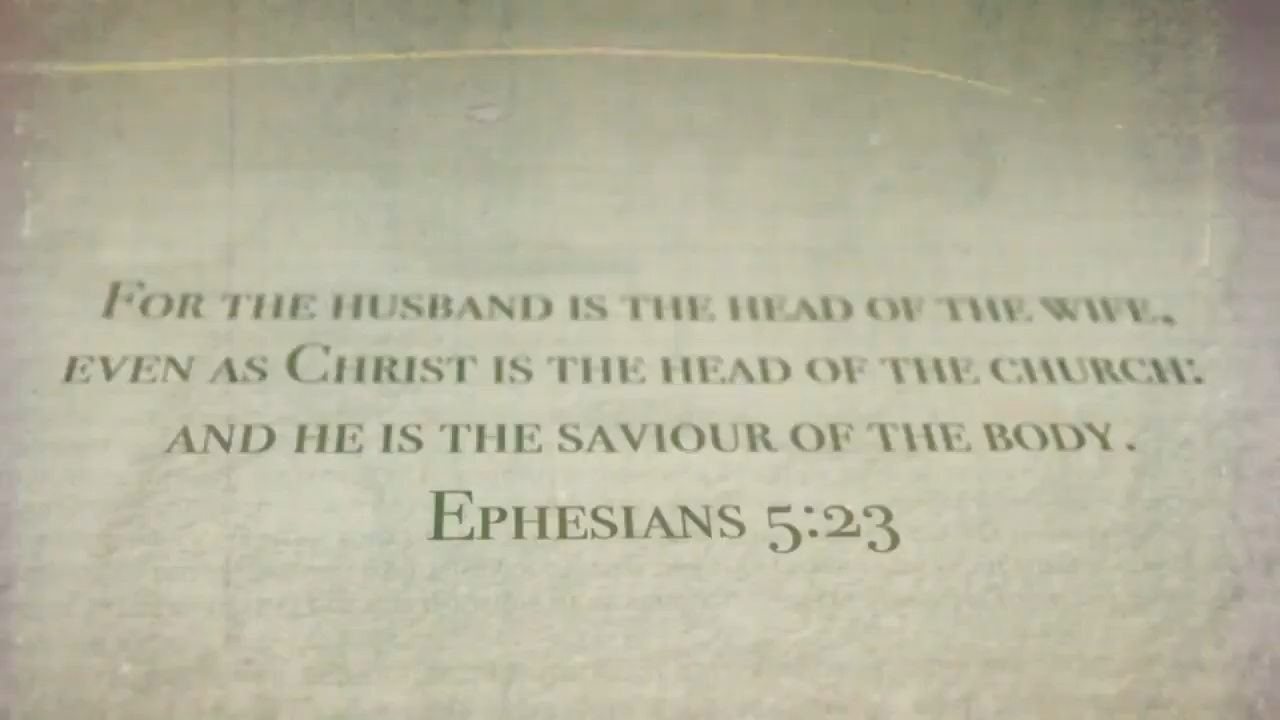 For the husband is the head of the wife,
even as Christ is the head of the church:
and he is the saviour of the body.
Ephesians 5:23